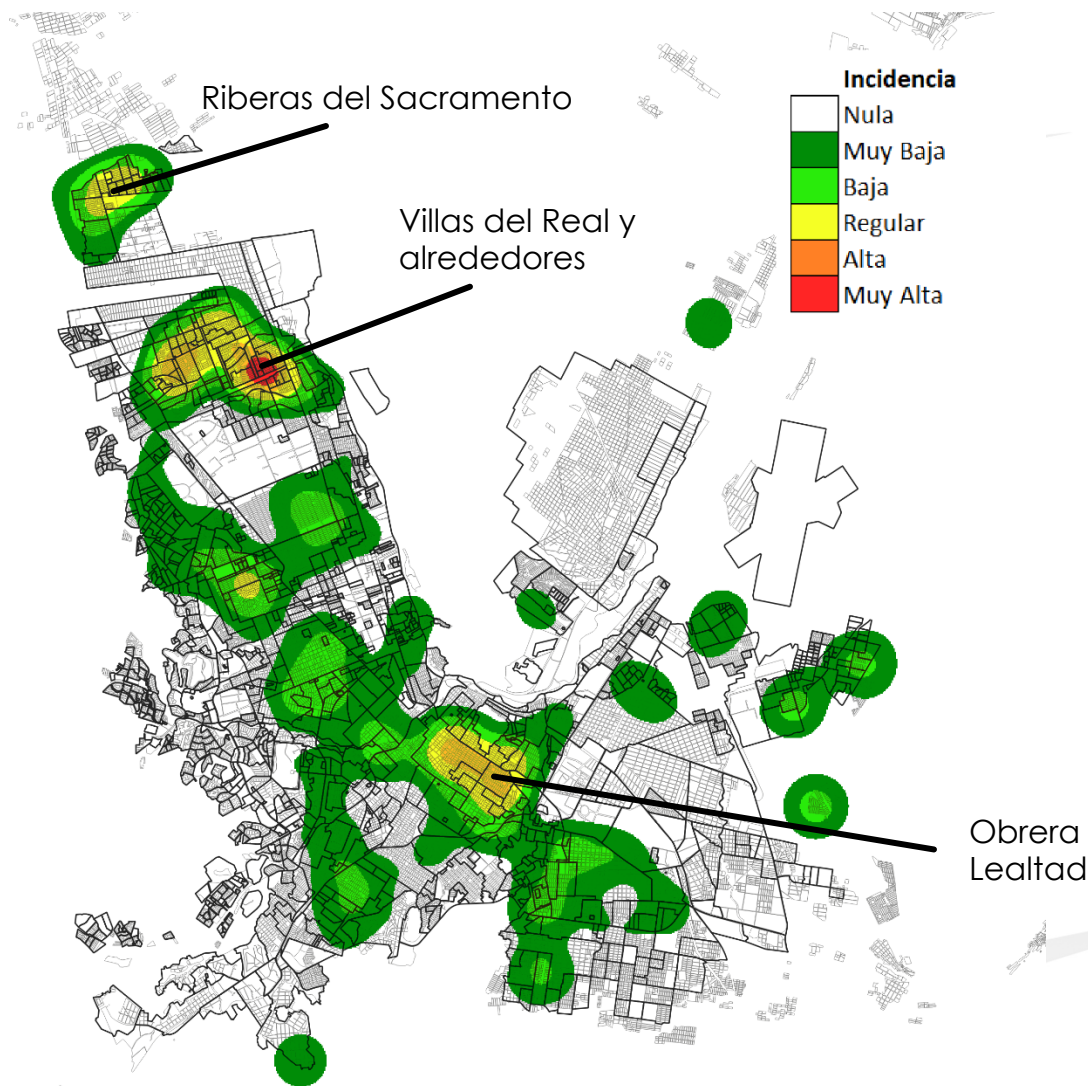 Riberas del Sacramento
Villas del Real y
alrededores
Incidencia
Nula
Muy Baja
Baja
Regular
Alta
Muy Alta
Obrera
Lealtad